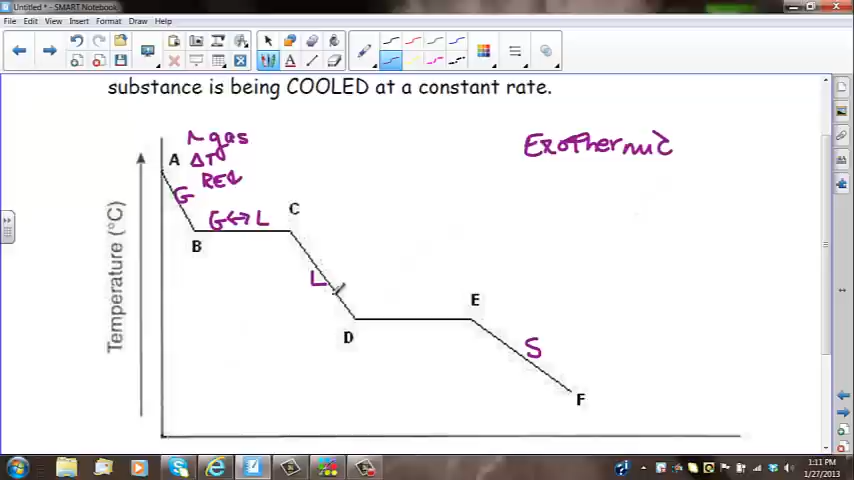 Untitled * - SMART Notebook
File Edit View Insert Format Draw Help
substance is being COOLED at a constant rate.
gas
Exothermic
A ΔT
G
G↔L
C
B
Temperature (°C)
L
E
D
S
F
1:11 PM
1/27/2013